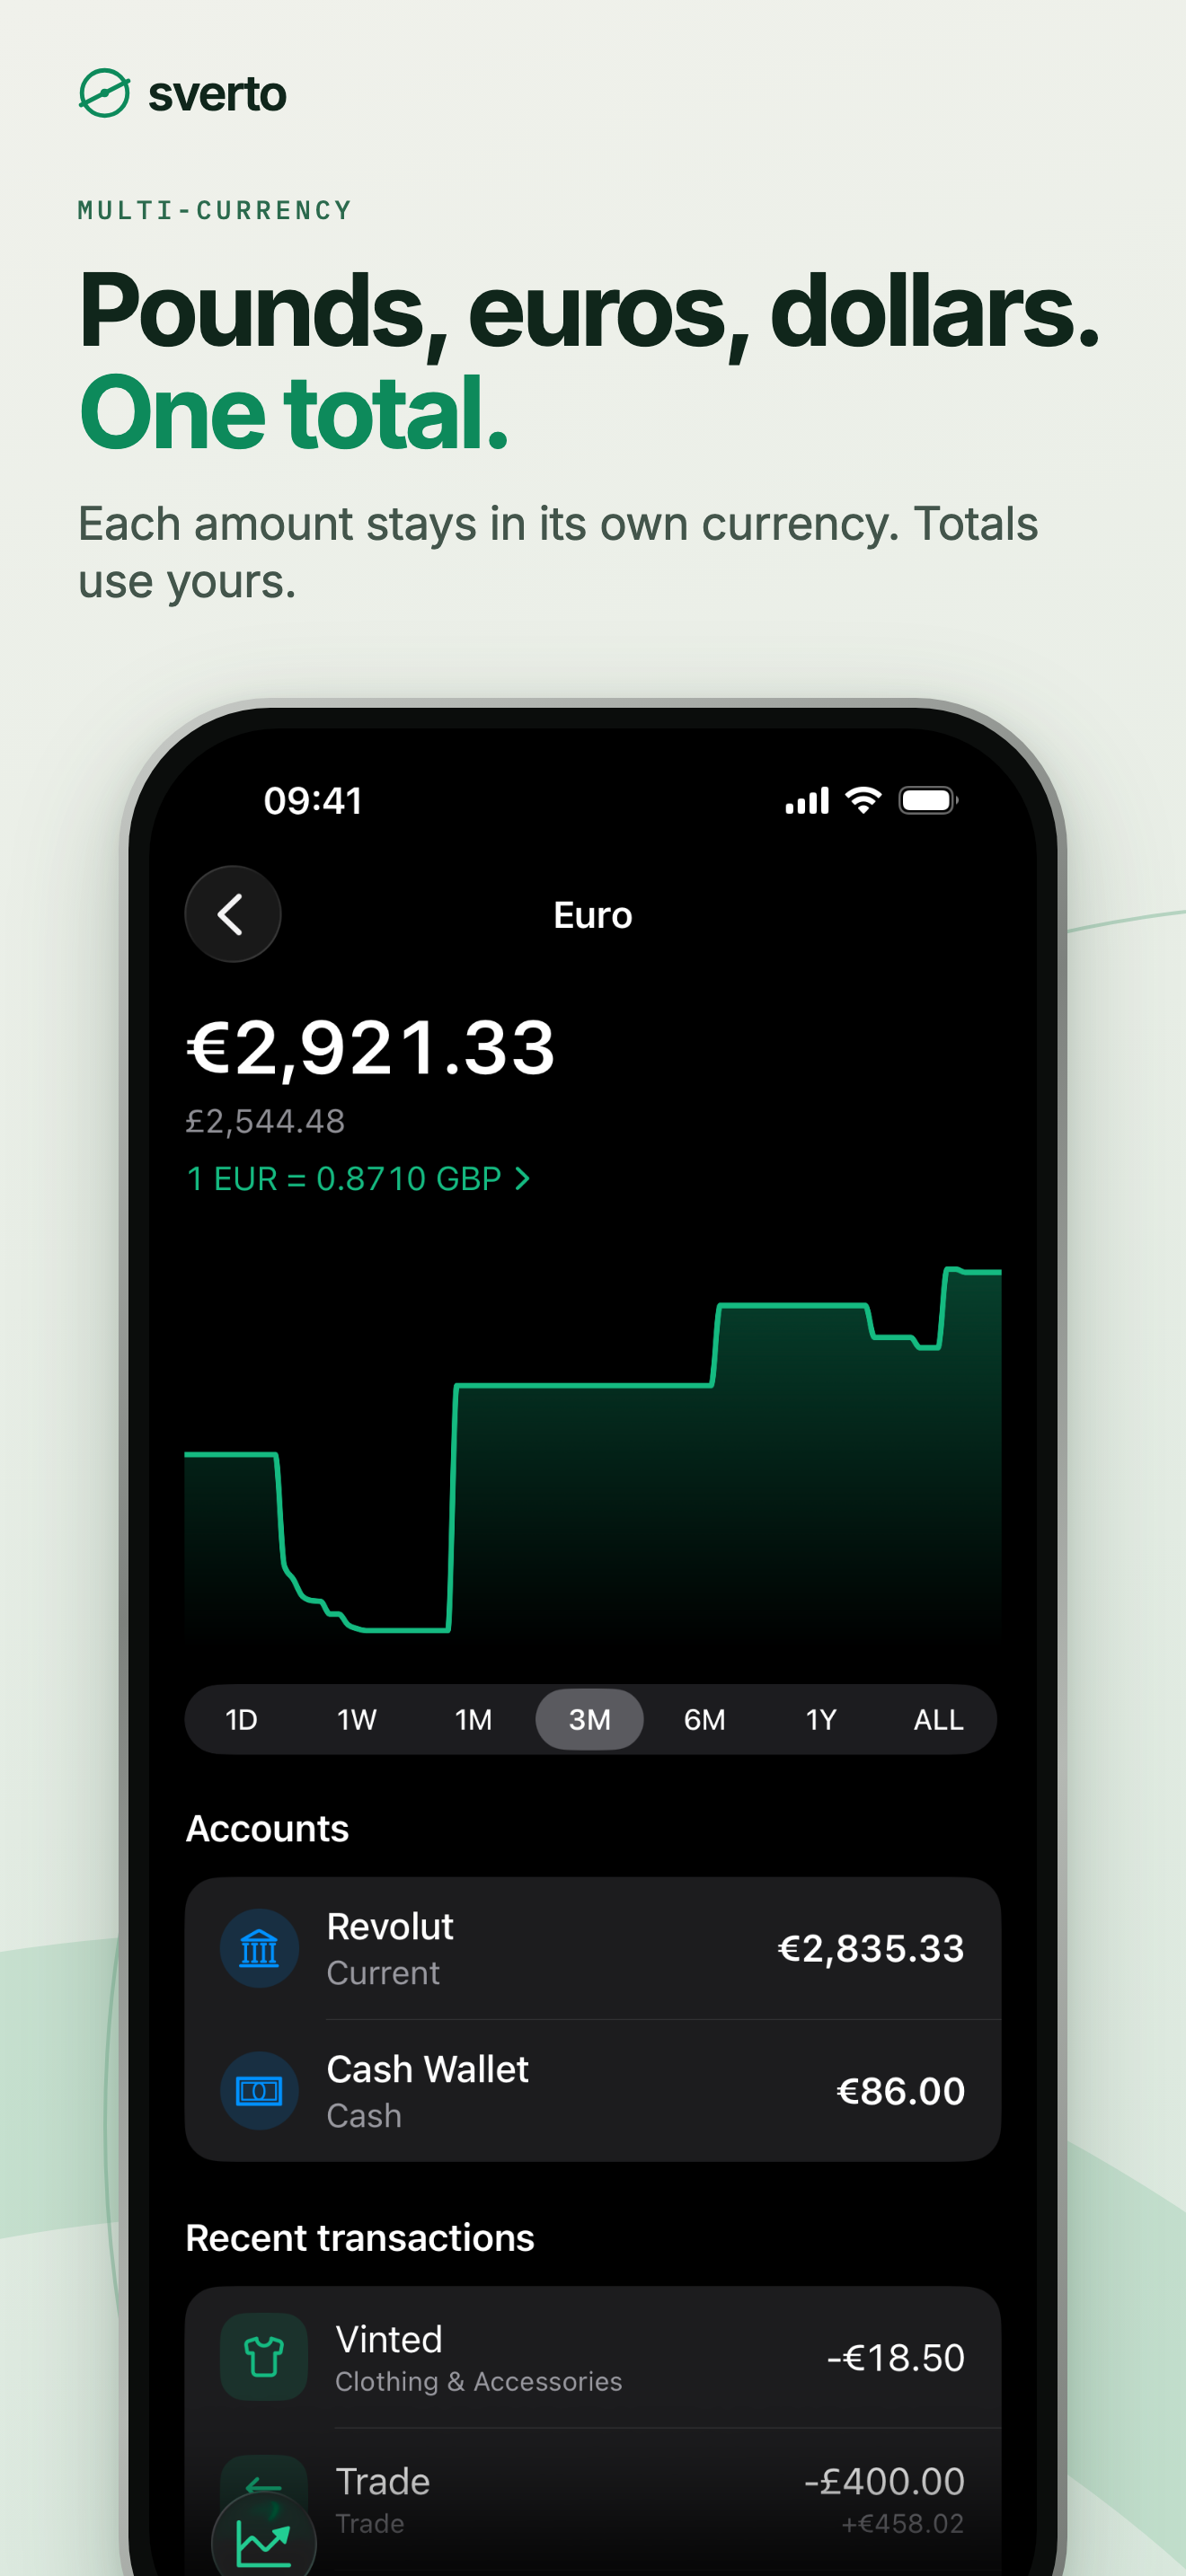 sverto
MULTI-CURRENCY
Pounds, euros, dollars.
One total.
Each amount stays in its own currency. Totals
use yours.
09:41
Euro
€2,921.33
£2,544.48
1 EUR = 0.8710 GBP
1D 1W 1M 3M 6M 1Y ALL
Accounts
Revolut
Current
€2,835.33
Cash Wallet
Cash
€86.00
Recent transactions
Vinted
Clothing & Accessories
-€18.50
Trade
Trade
-£400.00
+€458.02